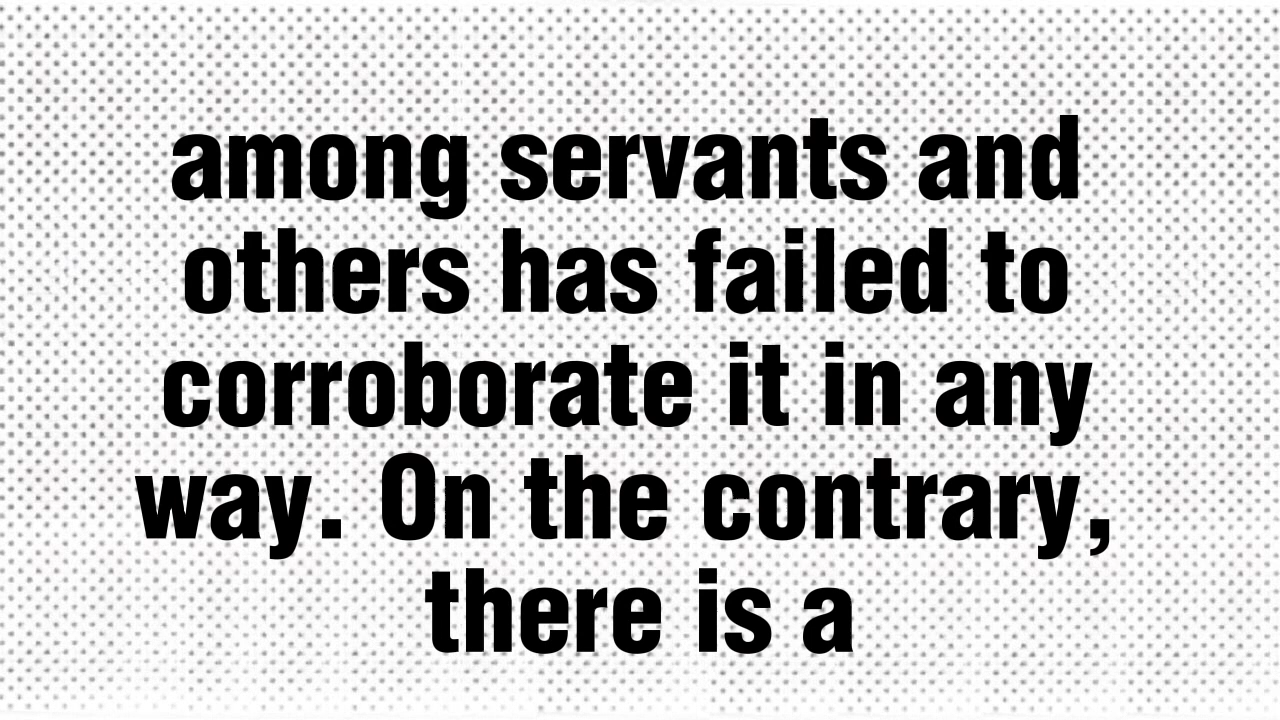 among servants and
others has failed to
corroborate it in any
way. On the contrary,
there is a